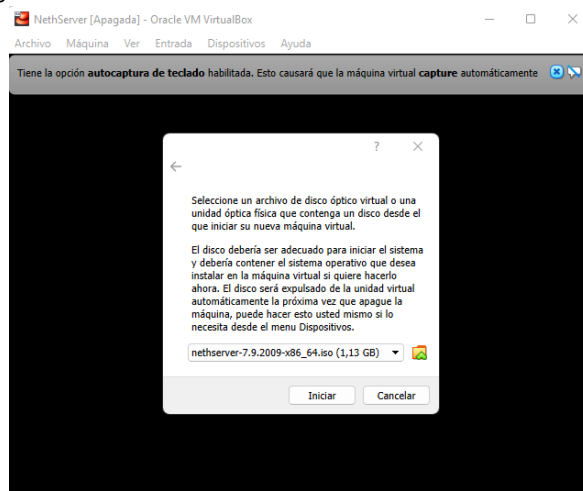 NethServer [Apagada] - Oracle VM VirtualBox
Archivo Máquina Ver Entrada Dispositivos Ayuda
Tiene la opción autocaptura de teclado habilitada. Esto causará que la máquina virtual capture automáticamente
?
Seleccione un archivo de disco óptico virtual o una
unidad óptica física que contenga un disco desde el
que iniciar su nueva máquina virtual.
El disco debería ser adecuado para iniciar el sistema
y debería contener el sistema operativo que desea
instalar en la máquina virtual si quiere hacerlo
ahora. El disco será expulsado de la unidad virtual
automáticamente la próxima vez que apague la
máquina, puede hacer esto usted mismo si lo
necesita desde el menu Dispositivos.
nethserver-7.9.2009-x86_64.iso (1,13 GB)
Iniciar Cancelar